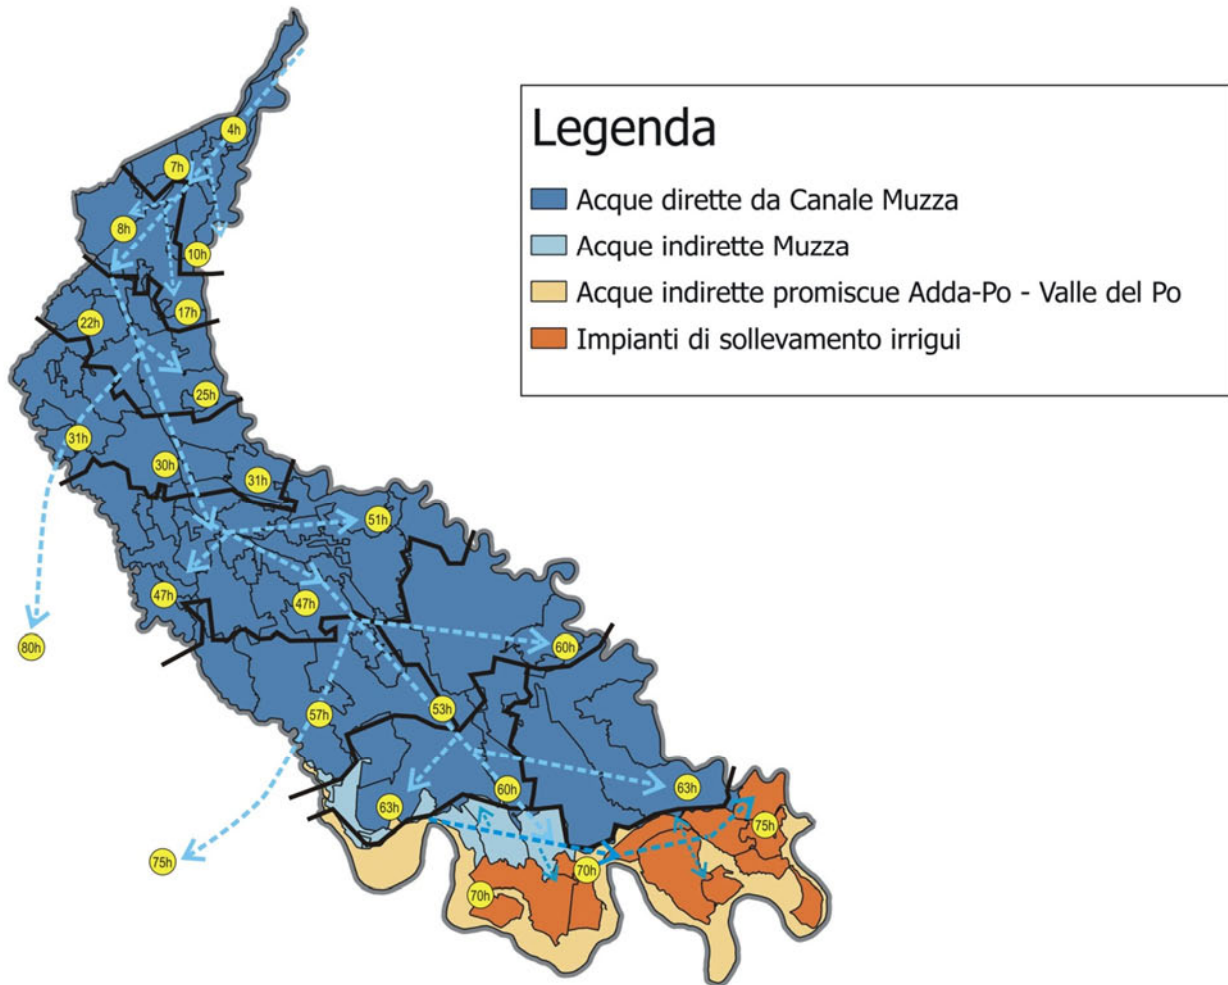 Legenda
Acque dirette da Canale Muzza
Acque indirette Muzza
Acque indirette promiscue Adda-Po - Valle del Po
Impianti di sollevamento irrigui
4h
7h
8h
10h
17h
22h
25h
31h
30h
31h
51h
47h
47h
80h
60h
57h
53h
63h
60h
63h
75h
75h
70h
70h